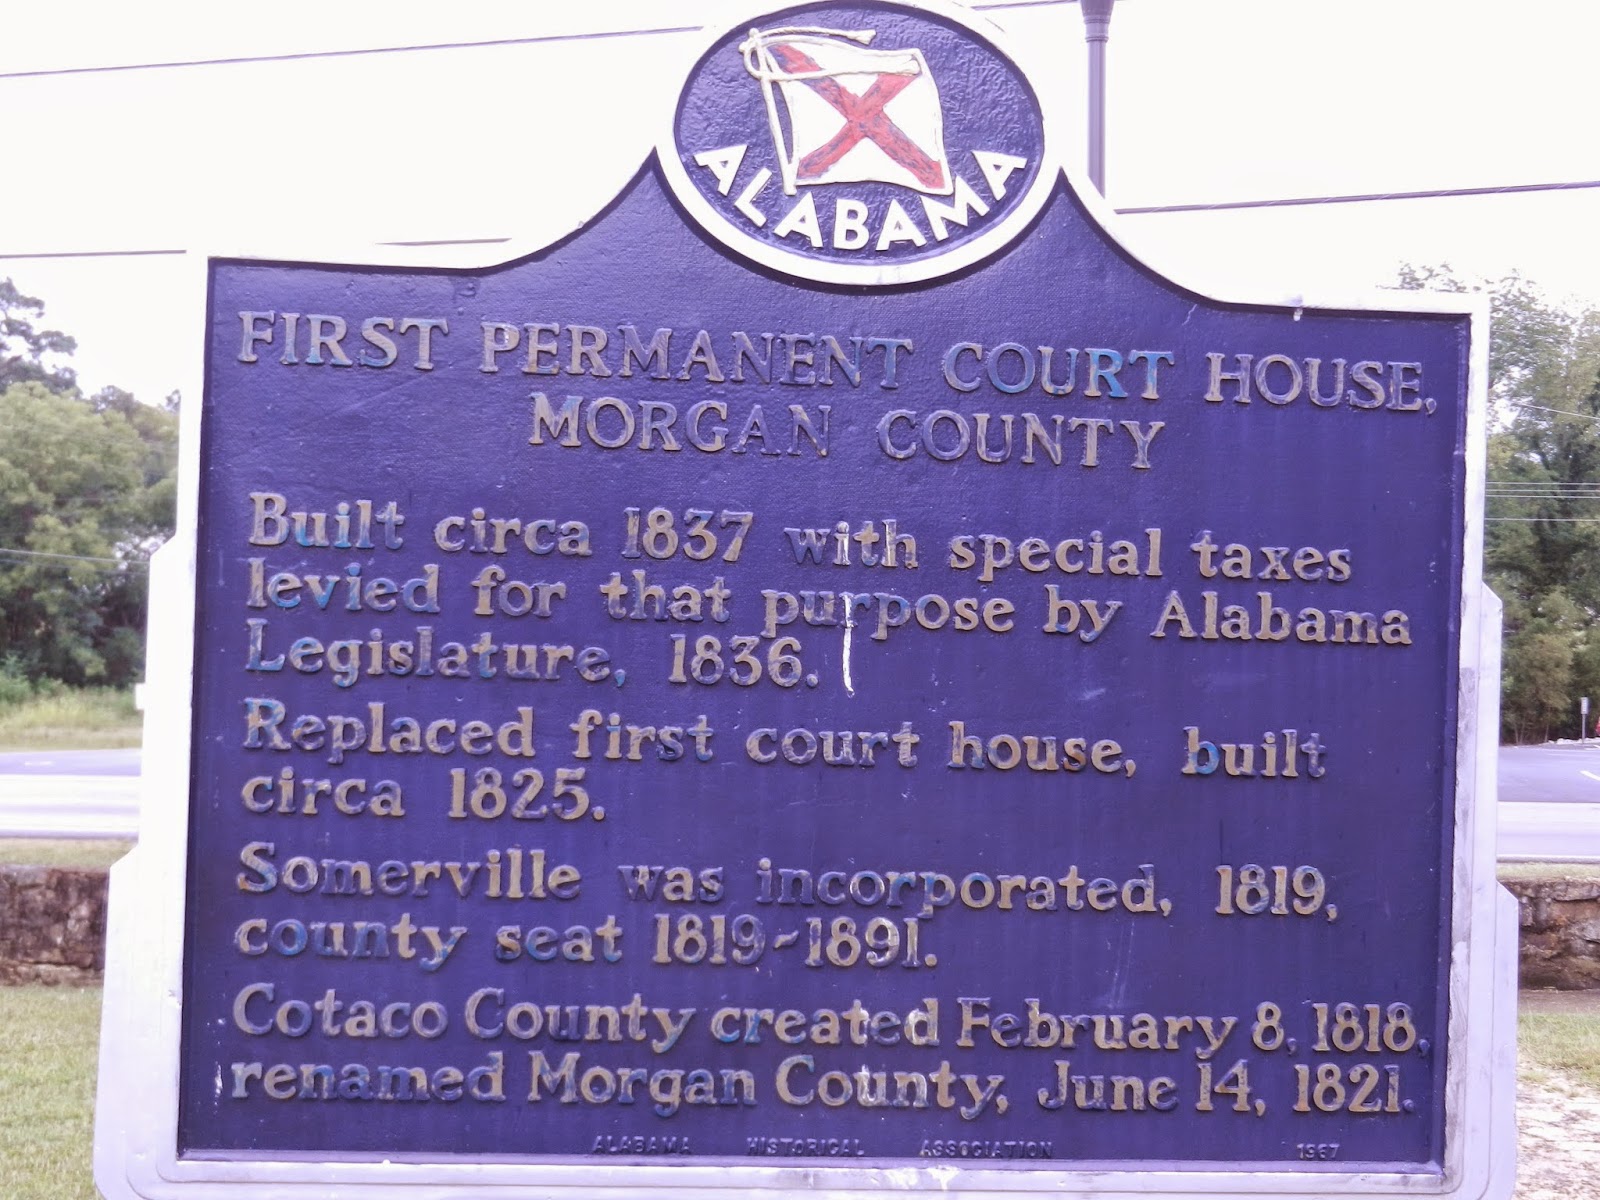 ALABAMA
FIRST PERMANENT COURT HOUSE,
MORGAN COUNTY
Built circa 1837 with special taxes
levied for that purpose by Alabama
Legislature, 1836.
Replaced first court house, built
circa 1825.
Somerville was incorporated, 1819,
county seat 1819-1891.
Cotaco County created February 8, 1818,
renamed Morgan County, June 14, 1821.
ALABAMA HISTORICAL ASSOCIATION 1967